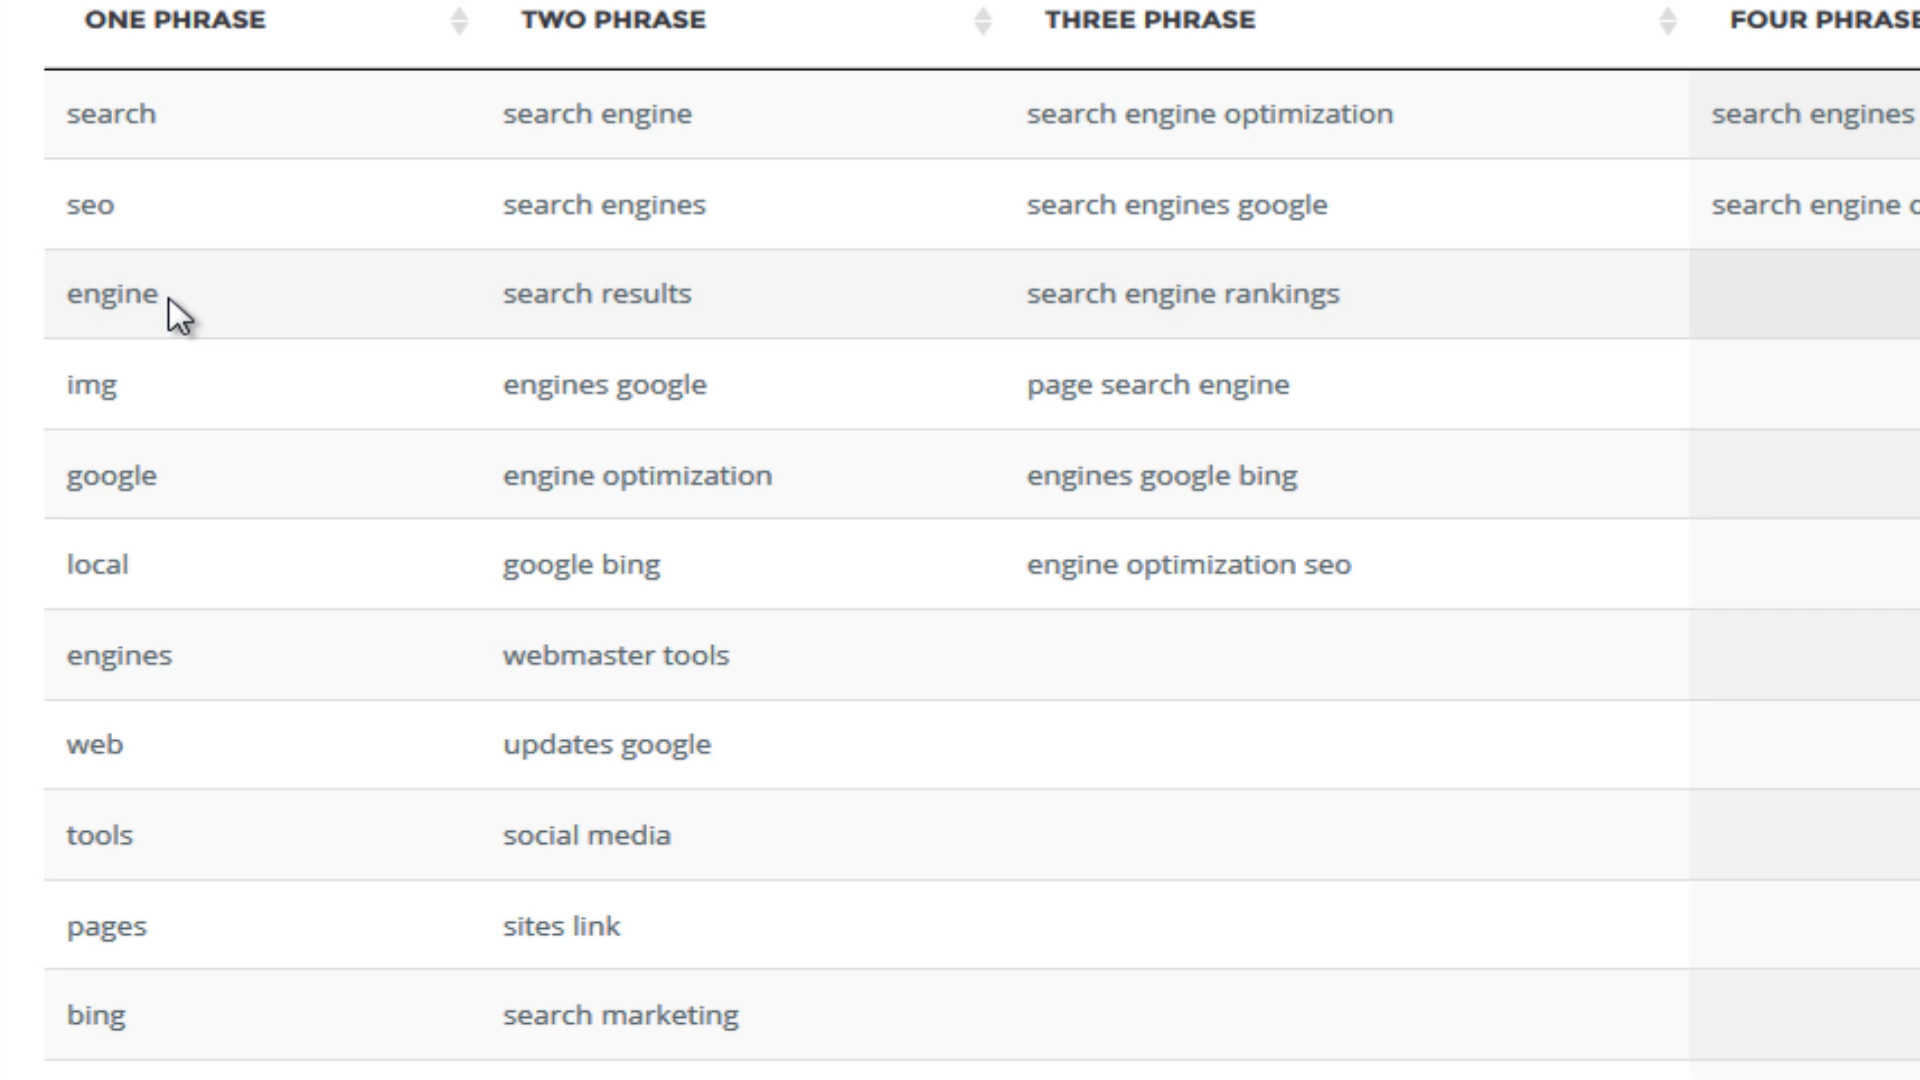 ONE PHRASE TWO PHRASE THREE PHRASE FOUR PHRASE
search search engine search engine optimization search engines
seo search engines search engines google search engine
engine search results search engine rankings
img engines google page search engine
google engine optimization engines google bing
local google bing engine optimization seo
engines webmaster tools
web updates google
tools social media
pages sites link
bing search marketing